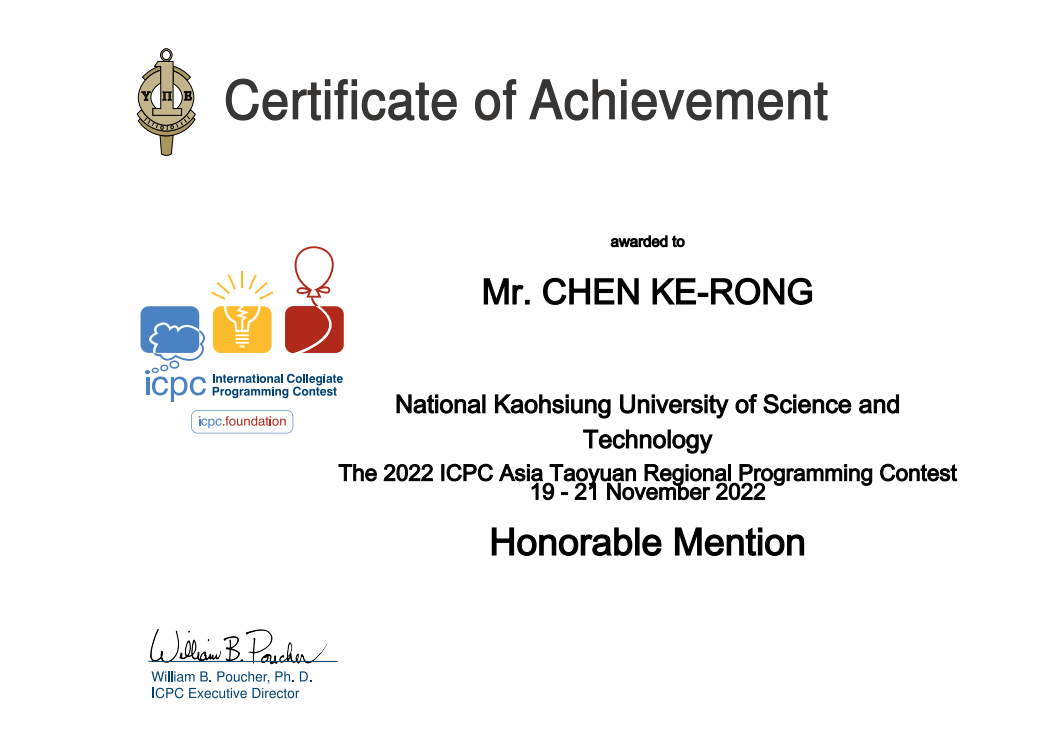 Υ Π Β
Certificate of Achievement
awarded to
Mr. CHEN KE-RONG
icpc International Collegiate
Programming Contest
icpc.foundation
National Kaohsiung University of Science and
Technology
The 2022 ICPC Asia Taoyuan Regional Programming Contest
19 - 21 November 2022
Honorable Mention
William B. Poucher
William B. Poucher, Ph. D.
ICPC Executive Director